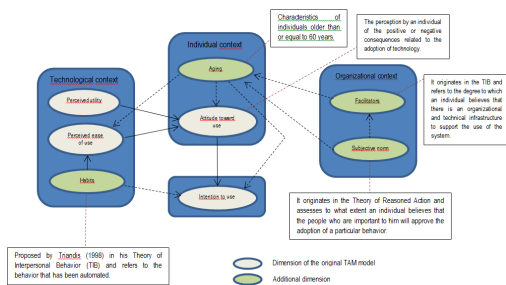 Characteristics of
individuals older than
or equal to 60 years.
The perception by an individual
of the positive or negative
consequences related to the
adoption of technology.
Individual context
Aging
Attitude toward
use
Intention to use
Technological context
Perceived utility
Perceived ease
of use
Habits
Organizational context
Facilitators
Subjective norm
It originates in the TIB and
refers to the degree to which
an individual believes that
there is an organizational
and technical infrastructure
to support the use of the
system.
It originates in the Theory of Reasoned Action and
assesses to what extent an individual believes that
the people who are important to him will approve the
adoption of a particular behavior.
Proposed by Triandis (1998) in his Theory of
Interpersonal Behavior (TIB) and refers to the
behavior that has been automated.
Dimension of the original TAM model
Additional dimension